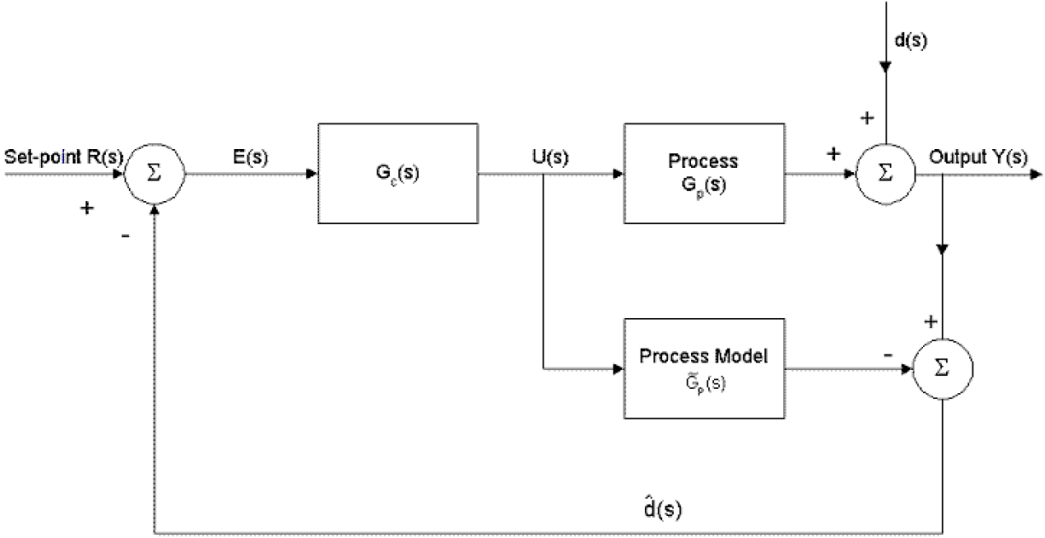 d(s)
+
Set-point R(s)
Σ
E(s)
G_c(s)
U(s)
Process
G_p(s)
+
Σ
Output Y(s)
+
-
+
Process Model
G̃_p(s)
-
Σ
d̂(s)